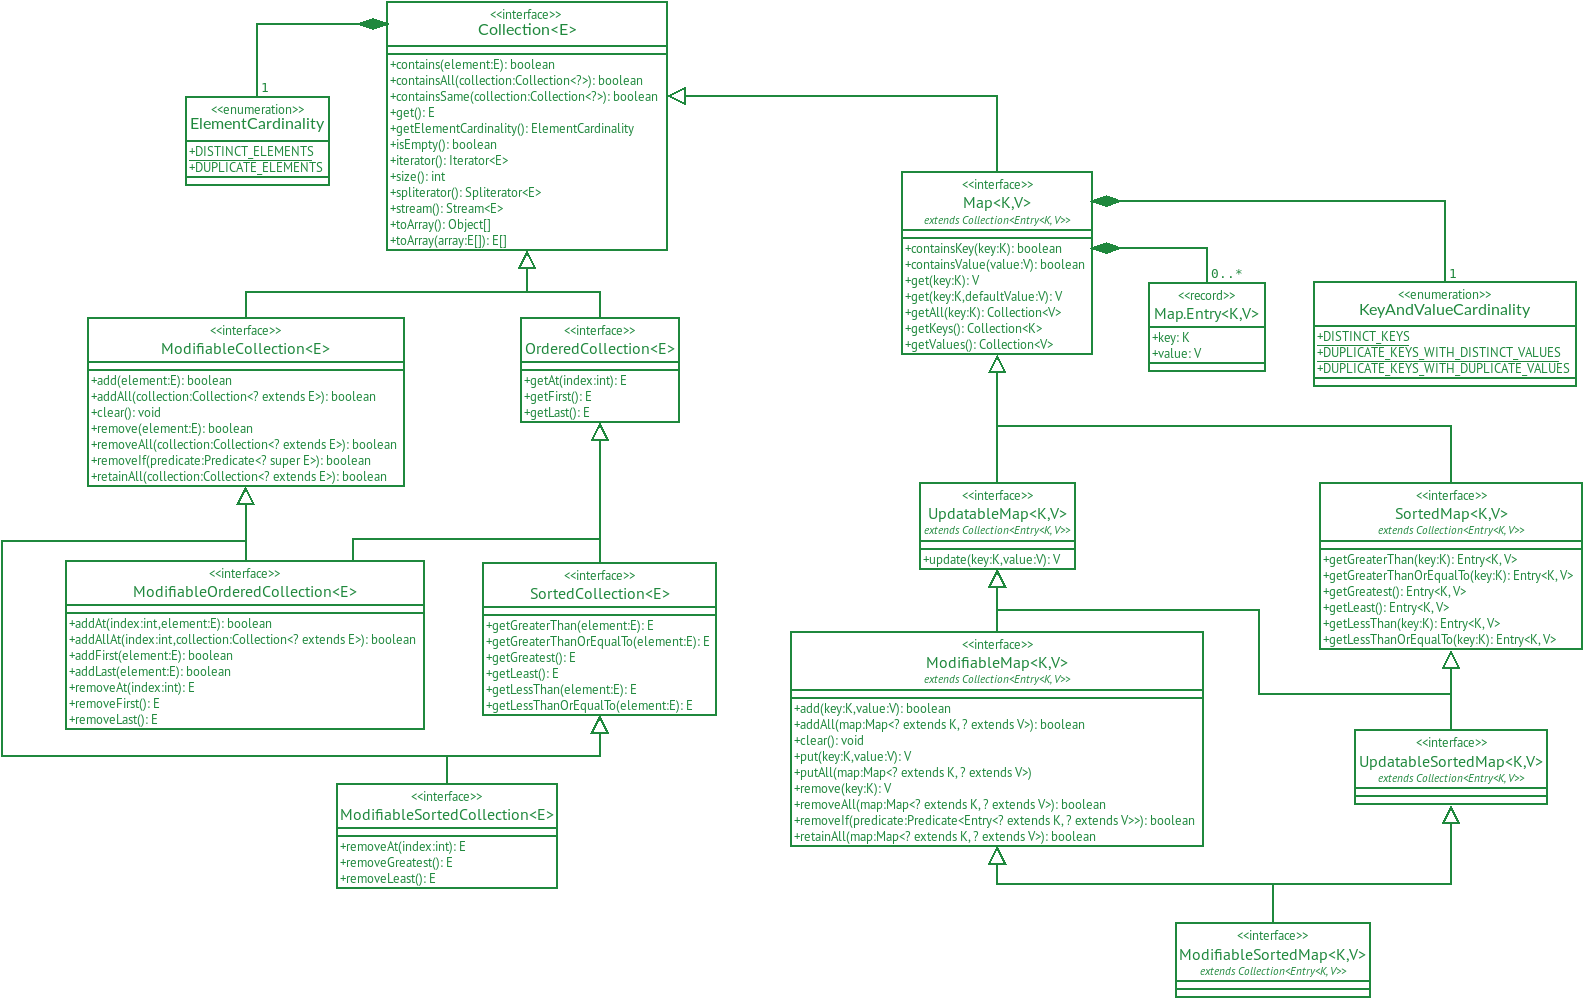 <<interface>>
Collection<E>
+contains(element:E): boolean
+containsAll(collection:Collection<?>): boolean
+containsSame(collection:Collection<?>): boolean
+get(): E
+getElementCardinality(): ElementCardinality
+isEmpty(): boolean
+iterator(): Iterator<E>
+size(): int
+spliterator(): Spliterator<E>
+stream(): Stream<E>
+toArray(): Object[]
+toArray(array:E[]): E[]
1
<<enumeration>>
ElementCardinality
+DISTINCT_ELEMENTS
+DUPLICATE_ELEMENTS
<<interface>>
Map<K,V>
extends Collection<Entry<K, V>>
+containsKey(key:K): boolean
+containsValue(value:V): boolean
+get(key:K): V
+get(key:K,defaultValue:V): V
+getAll(key:K): Collection<V>
+getKeys(): Collection<K>
+getValues(): Collection<V>
0..*
<<record>>
Map.Entry<K,V>
+key: K
+value: V
1
<<enumeration>>
KeyAndValueCardinality
+DISTINCT_KEYS
+DUPLICATE_KEYS_WITH_DISTINCT_VALUES
+DUPLICATE_KEYS_WITH_DUPLICATE_VALUES
<<interface>>
ModifiableCollection<E>
+add(element:E): boolean
+addAll(collection:Collection<? extends E>): boolean
+clear(): void
+remove(element:E): boolean
+removeAll(collection:Collection<? extends E>): boolean
+removeIf(predicate:Predicate<? super E>): boolean
+retainAll(collection:Collection<? extends E>): boolean
<<interface>>
OrderedCollection<E>
+getAt(index:int): E
+getFirst(): E
+getLast(): E
<<interface>>
UpdatableMap<K,V>
extends Collection<Entry<K, V>>
+update(key:K,value:V): V
<<interface>>
SortedMap<K,V>
extends Collection<Entry<K, V>>
+getGreaterThan(key:K): Entry<K, V>
+getGreaterThanOrEqualTo(key:K): Entry<K, V>
+getGreatest(): Entry<K, V>
+getLeast(): Entry<K, V>
+getLessThan(key:K): Entry<K, V>
+getLessThanOrEqualTo(key:K): Entry<K, V>
<<interface>>
ModifiableOrderedCollection<E>
+addAt(index:int,element:E): boolean
+addAllAt(index:int,collection:Collection<? extends E>): boolean
+addFirst(element:E): boolean
+addLast(element:E): boolean
+removeAt(index:int): E
+removeFirst(): E
+removeLast(): E
<<interface>>
SortedCollection<E>
+getGreaterThan(element:E): E
+getGreaterThanOrEqualTo(element:E): E
+getGreatest(): E
+getLeast(): E
+getLessThan(element:E): E
+getLessThanOrEqualTo(element:E): E
<<interface>>
ModifiableMap<K,V>
extends Collection<Entry<K, V>>
+add(key:K,value:V): boolean
+addAll(map:Map<? extends K, ? extends V>): boolean
+clear(): void
+put(key:K,value:V): V
+putAll(map:Map<? extends K, ? extends V>)
+remove(key:K): V
+removeAll(map:Map<? extends K, ? extends V>): boolean
+removeIf(predicate:Predicate<Entry<? extends K, ? extends V>>): boolean
+retainAll(map:Map<? extends K, ? extends V>): boolean
<<interface>>
UpdatableSortedMap<K,V>
extends Collection<Entry<K, V>>
<<interface>>
ModifiableSortedCollection<E>
+removeAt(index:int): E
+removeGreatest(): E
+removeLeast(): E
<<interface>>
ModifiableSortedMap<K,V>
extends Collection<Entry<K, V>>